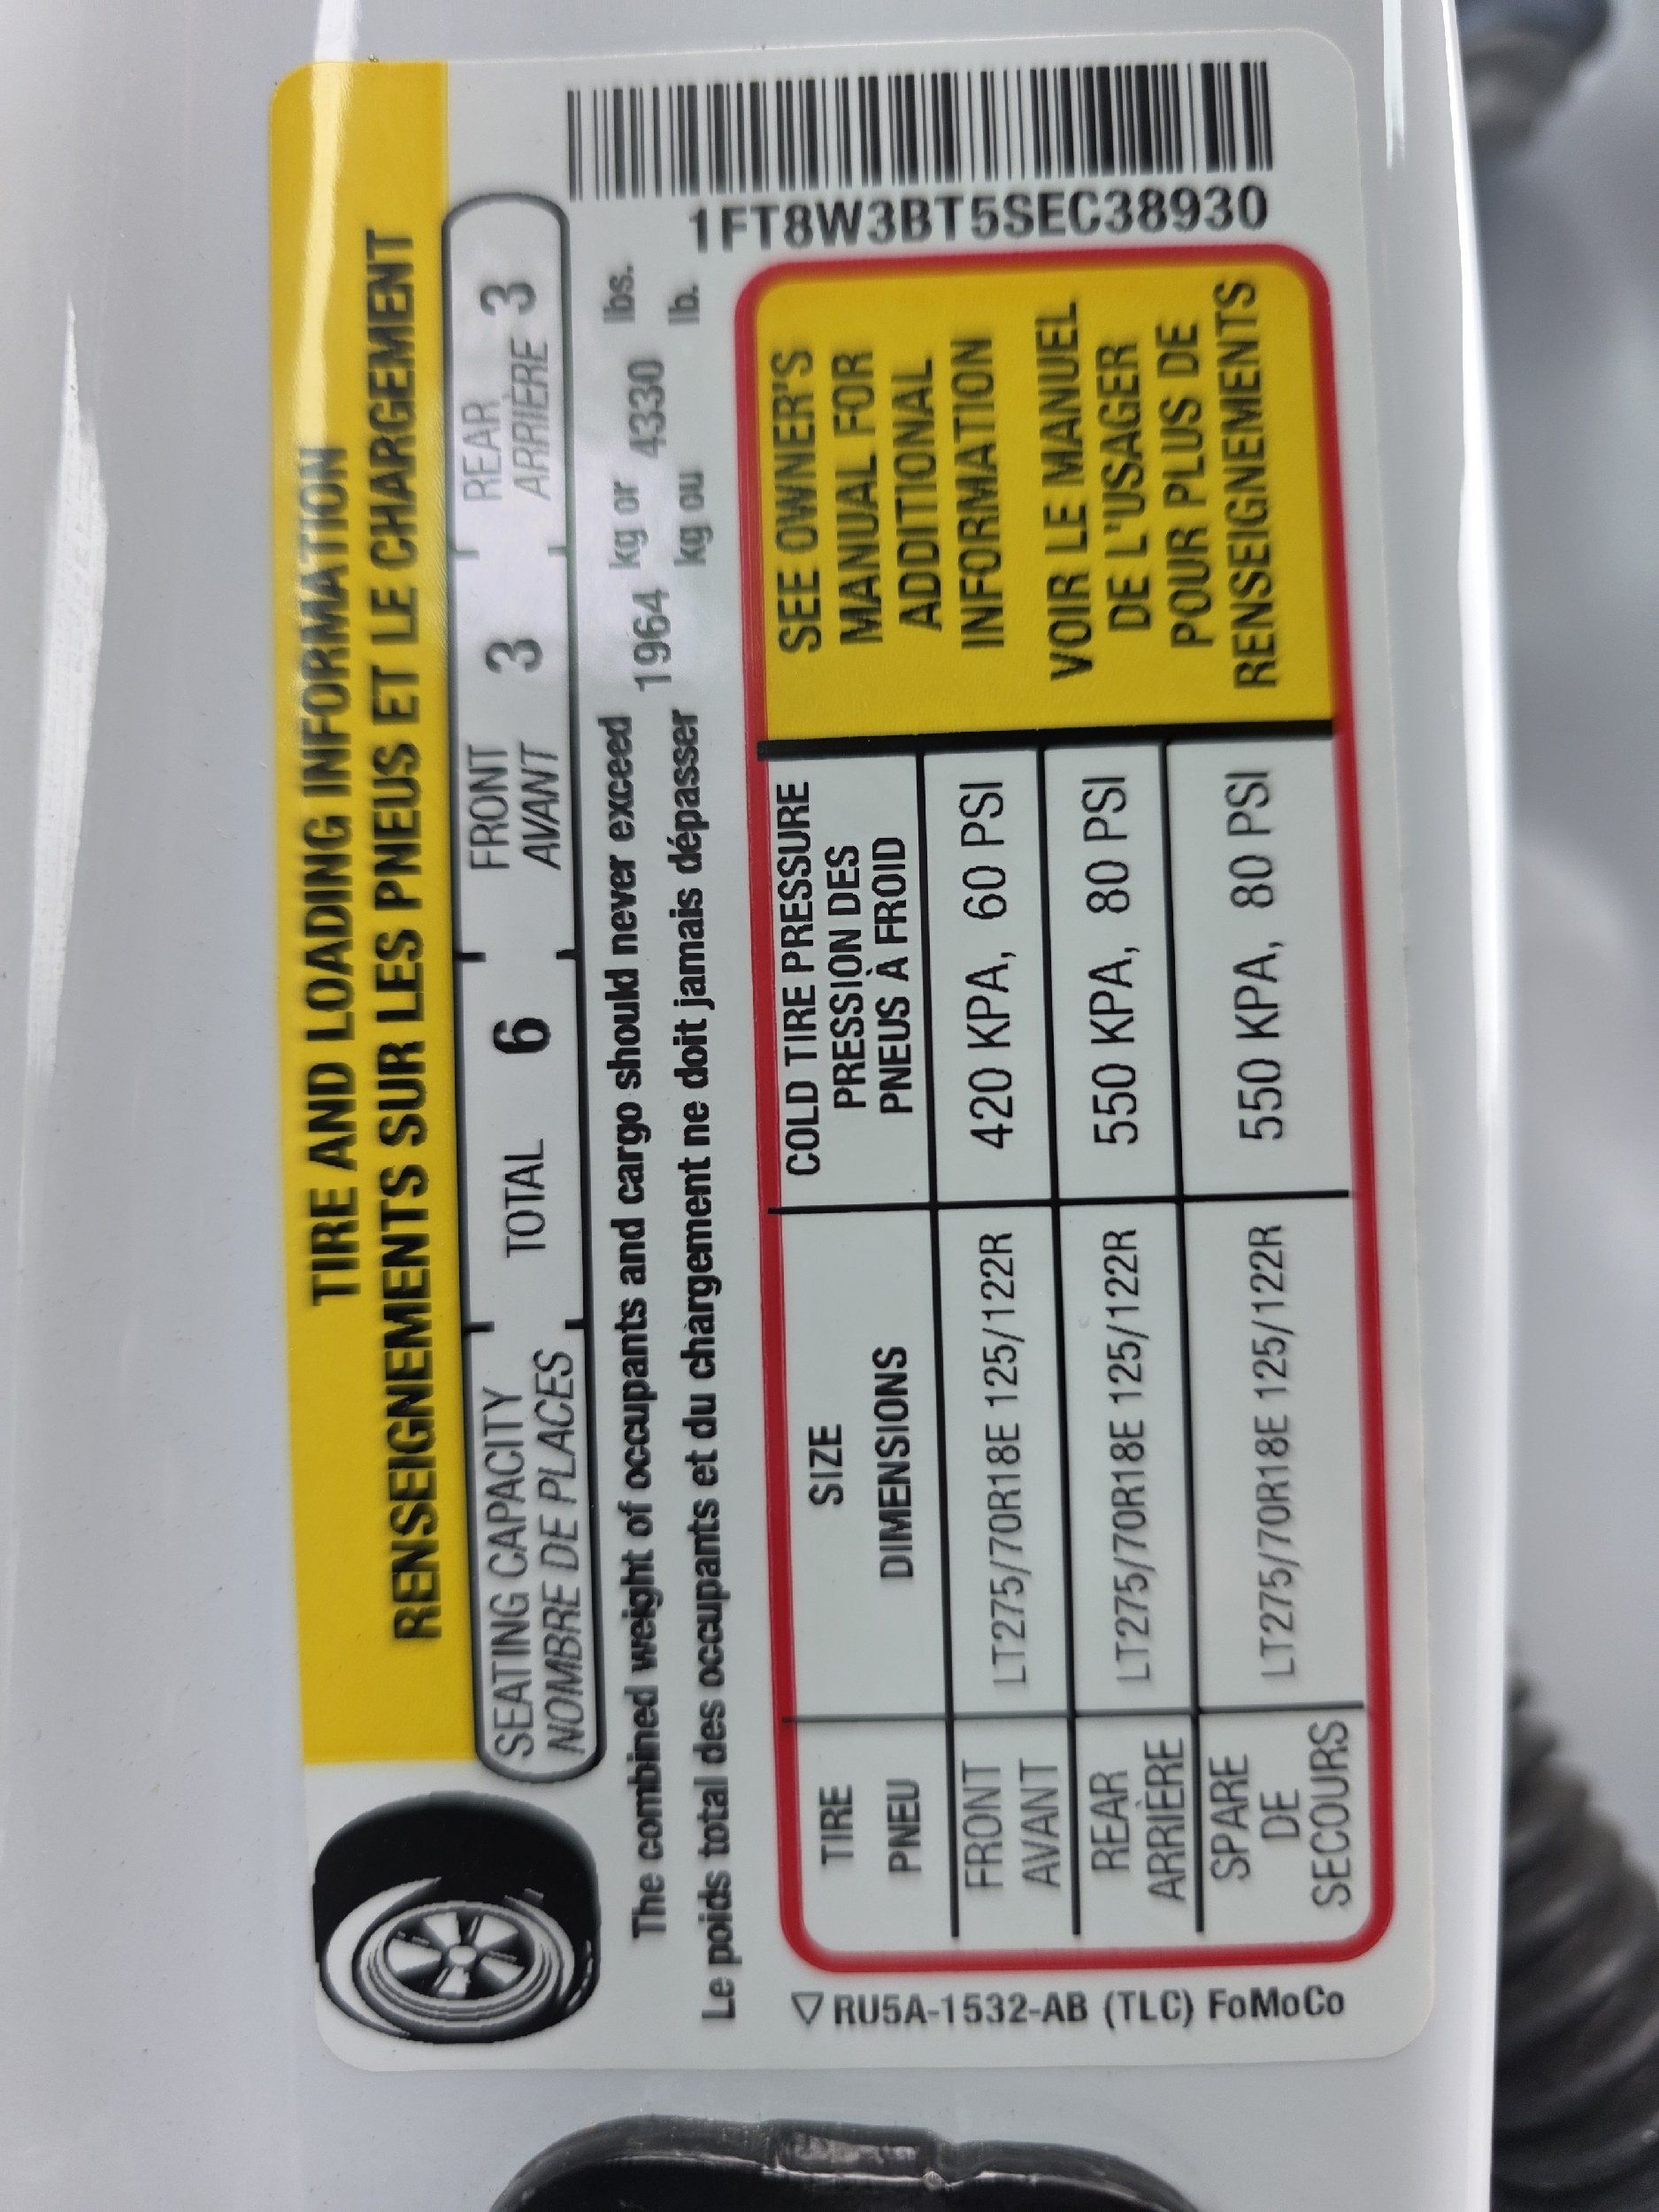 TIRE AND LOADING INFORMATION
RENSEIGNEMENTS SUR LES PNEUS ET LE CHARGEMENT
SEATING CAPACITY
NOMBRE DE PLACES
TOTAL 6
FRONT
AVANT 3
REAR
ARRIÈRE 3
The combined weight of occupants and cargo should never exceed 1964 kg or 4330 lbs.
Le poids total des occupants et du chargement ne doit jamais dépasser kg ou lb.
1FT8W3BT5SEC38930
TIRE
PNEU
SIZE
DIMENSIONS
COLD TIRE PRESSURE
PRESSION DES
PNEUS À FROID
FRONT
AVANT
LT275/70R18E 125/122R
420 KPA, 60 PSI
REAR
ARRIÈRE
LT275/70R18E 125/122R
550 KPA, 80 PSI
SPARE
DE
SECOURS
LT275/70R18E 125/122R
550 KPA, 80 PSI
SEE OWNER'S
MANUAL FOR
ADDITIONAL
INFORMATION
VOIR LE MANUEL
DE L'USAGER
POUR PLUS DE
RENSEIGNEMENTS
▽ RU5A-1532-AB (TLC) FoMoCo